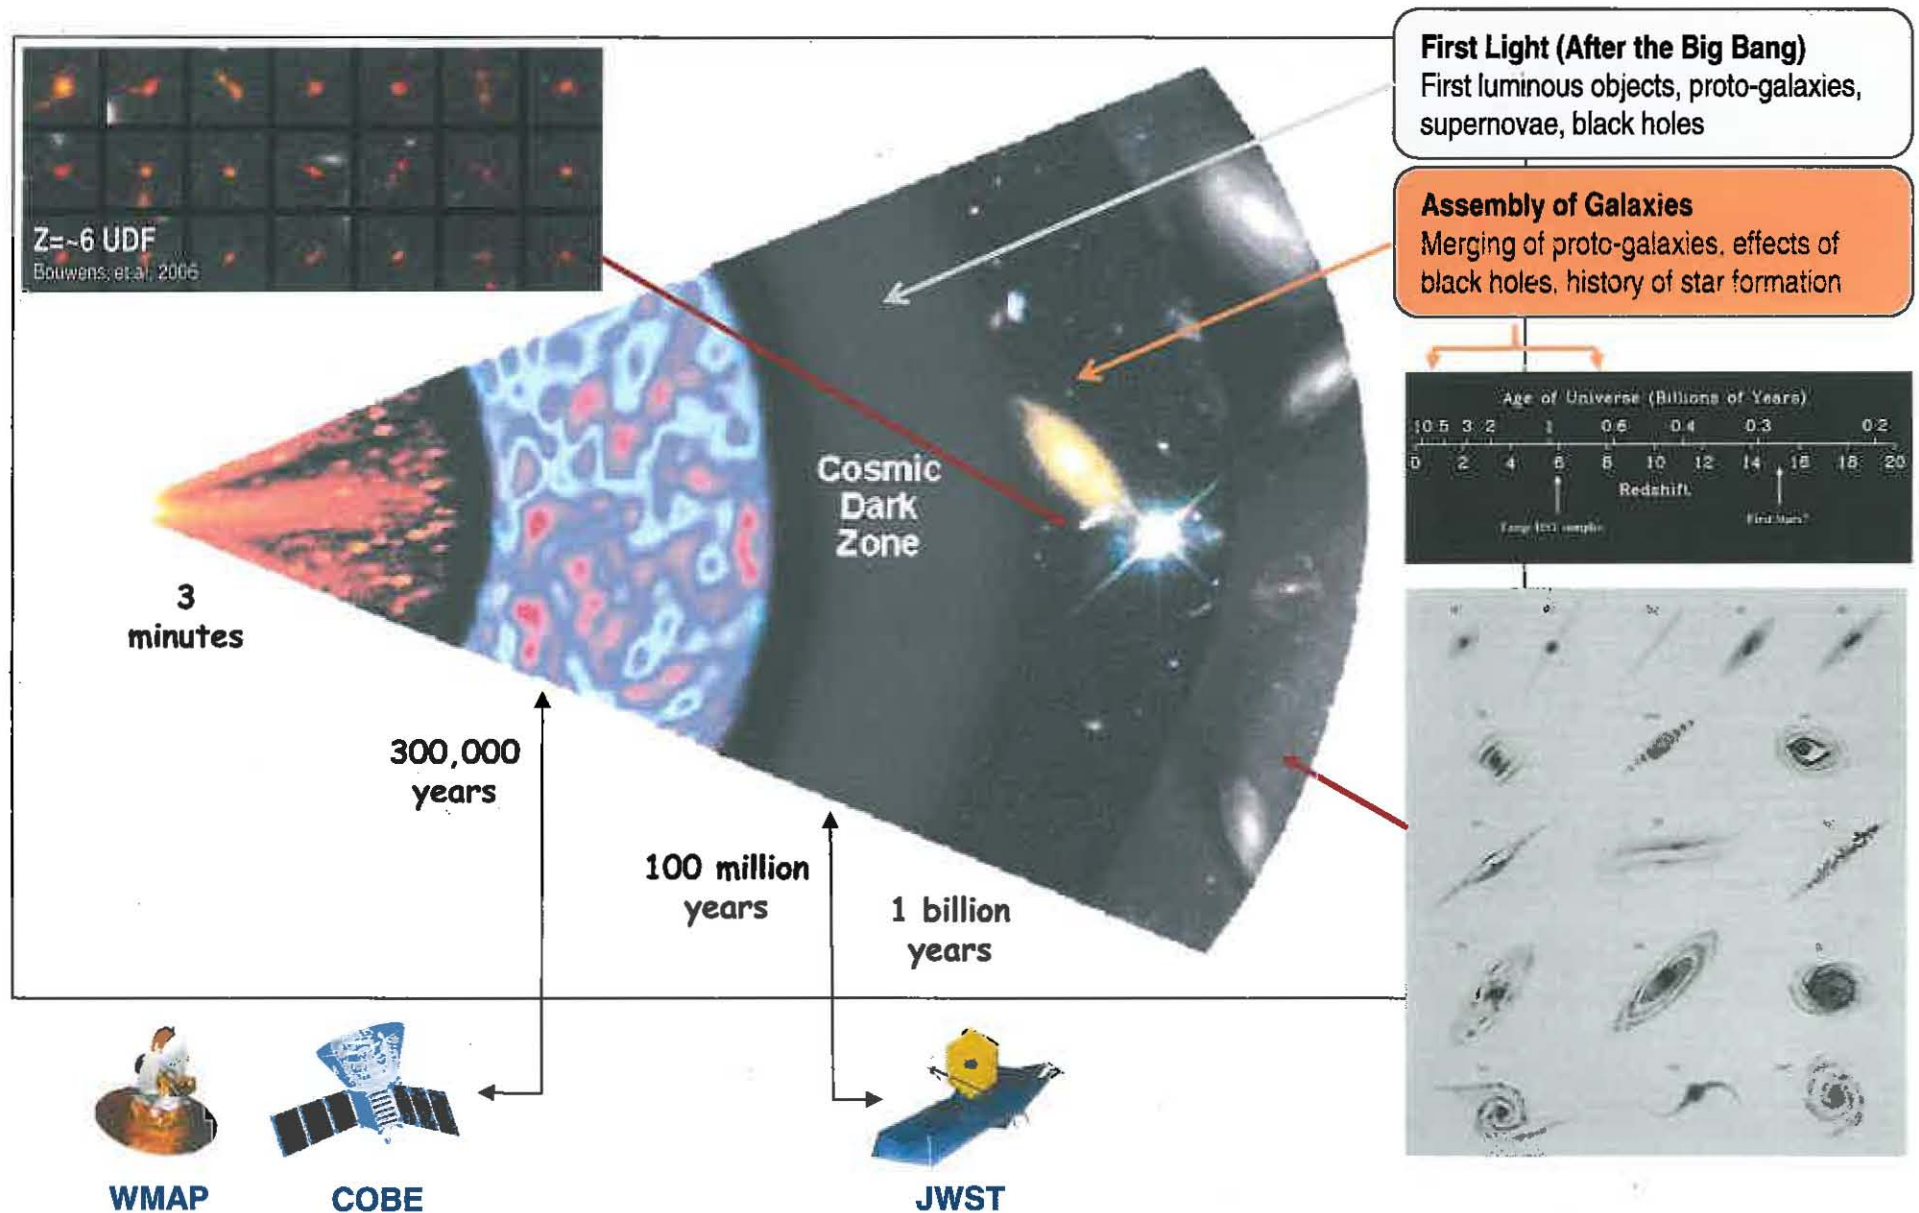 First Light (After the Big Bang)
First luminous objects, proto-galaxies,
supernovae, black holes
Z=~6 UDF
Bouwens, et al. 2006
Assembly of Galaxies
Merging of proto-galaxies, effects of
black holes, history of star formation
Age of Universe (Billions of Years)
10 5 3 2 1 0.6 0.4 0.3 0.2
0 2 4 6 8 10 12 14 16 18 20
Redshift
First Stars?
Cosmic
Dark
Zone
3
minutes
300,000
years
100 million
years
1 billion
years
WMAP
COBE
JWST